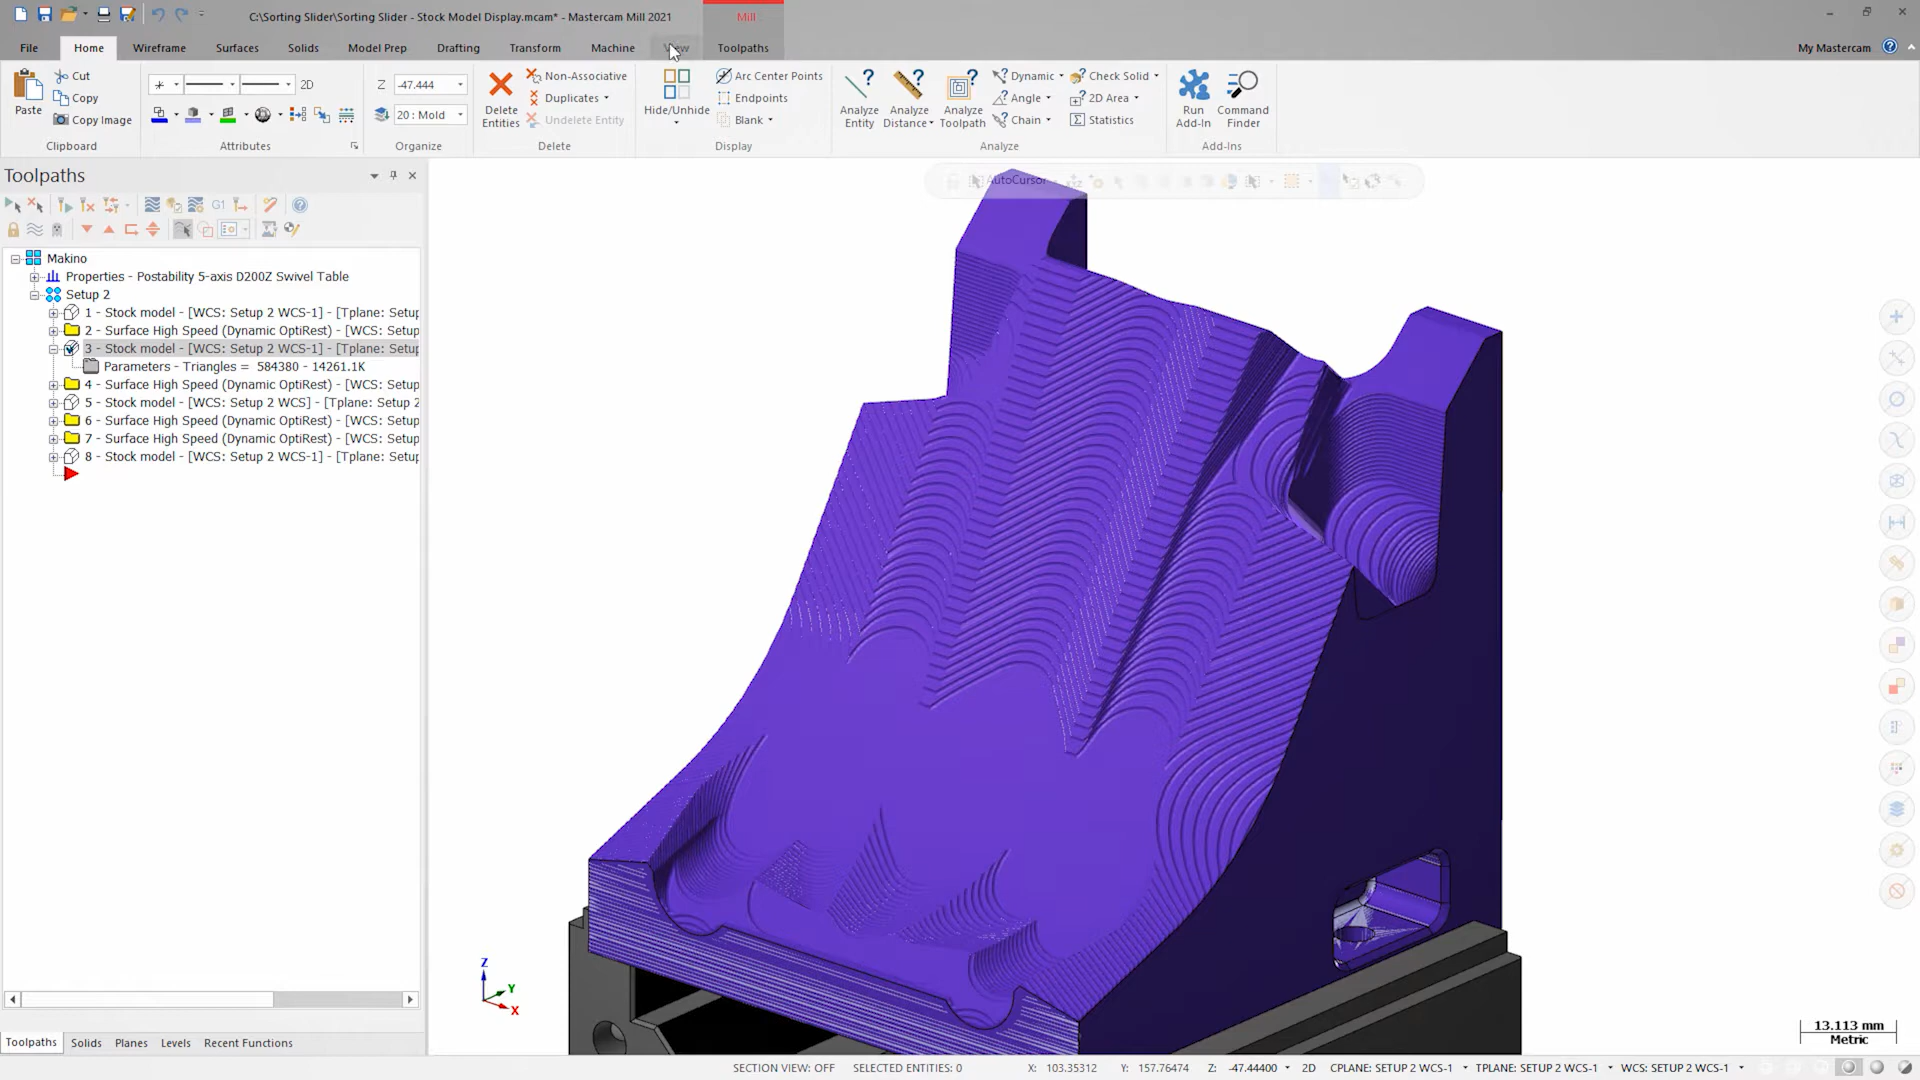 C:\Sorting Slider\Sorting Slider - Stock Model Display.mcam* - Mastercam Mill 2021
Mill
File Home Wireframe Surfaces Solids Model Prep Drafting Transform Machine View Toolpaths
My Mastercam
Paste
Cut
Copy
Copy Image
Clipboard
2D
Attributes
Z -47.444
20 : Mold
Organize
Delete Entities
Non-Associative
Duplicates
Undelete Entity
Delete
Hide/Unhide
Arc Center Points
Endpoints
Blank
Display
Analyze Entity
Analyze Distance
Analyze Toolpath
Dynamic
Angle
Chain
Check Solid
2D Area
Statistics
Analyze
Run Add-In
Command Finder
Add-Ins
Toolpaths
AutoCursor
G1
Makino
Properties - Postability 5-axis D200Z Swivel Table
Setup 2
1 - Stock model - [WCS: Setup 2 WCS-1] - [Tplane: Setup
2 - Surface High Speed (Dynamic OptiRest) - [WCS: Setup
3 - Stock model - [WCS: Setup 2 WCS-1] - [Tplane: Setup
Parameters - Triangles = 584380 - 14261.1K
4 - Surface High Speed (Dynamic OptiRest) - [WCS: Setup
5 - Stock model - [WCS: Setup 2 WCS] - [Tplane: Setup 2
6 - Surface High Speed (Dynamic OptiRest) - [WCS: Setup
7 - Surface High Speed (Dynamic OptiRest) - [WCS: Setup
8 - Stock model - [WCS: Setup 2 WCS-1] - [Tplane: Setup
Z
Y
X
13.113 mm
Metric
Toolpaths Solids Planes Levels Recent Functions
SECTION VIEW: OFF SELECTED ENTITIES: 0 X: 103.35312 Y: 157.76474 Z: -47.44400 2D CPLANE: SETUP 2 WCS-1 TPLANE: SETUP 2 WCS-1 WCS: SETUP 2 WCS-1